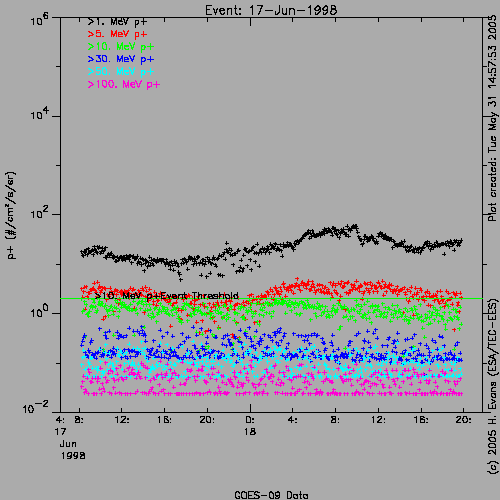 Event: 17-Jun-1998
>1. MeV p+
>5. MeV p+
>10. MeV p+
>30. MeV p+
>100. MeV p+
p+ (#/cm²/s/sr)
10⁶
10⁴
10²
10⁰
10⁻²
>10. MeV p+ Event Threshold
4: 8: 12: 16: 20: 0: 4: 8: 12: 16: 20:
17 18
Jun
1998
GOES-09 Data
Plot created: Tue May 31 14:57:53 2005
(c) 2005 H. Evans (ESA/TEC-EES)